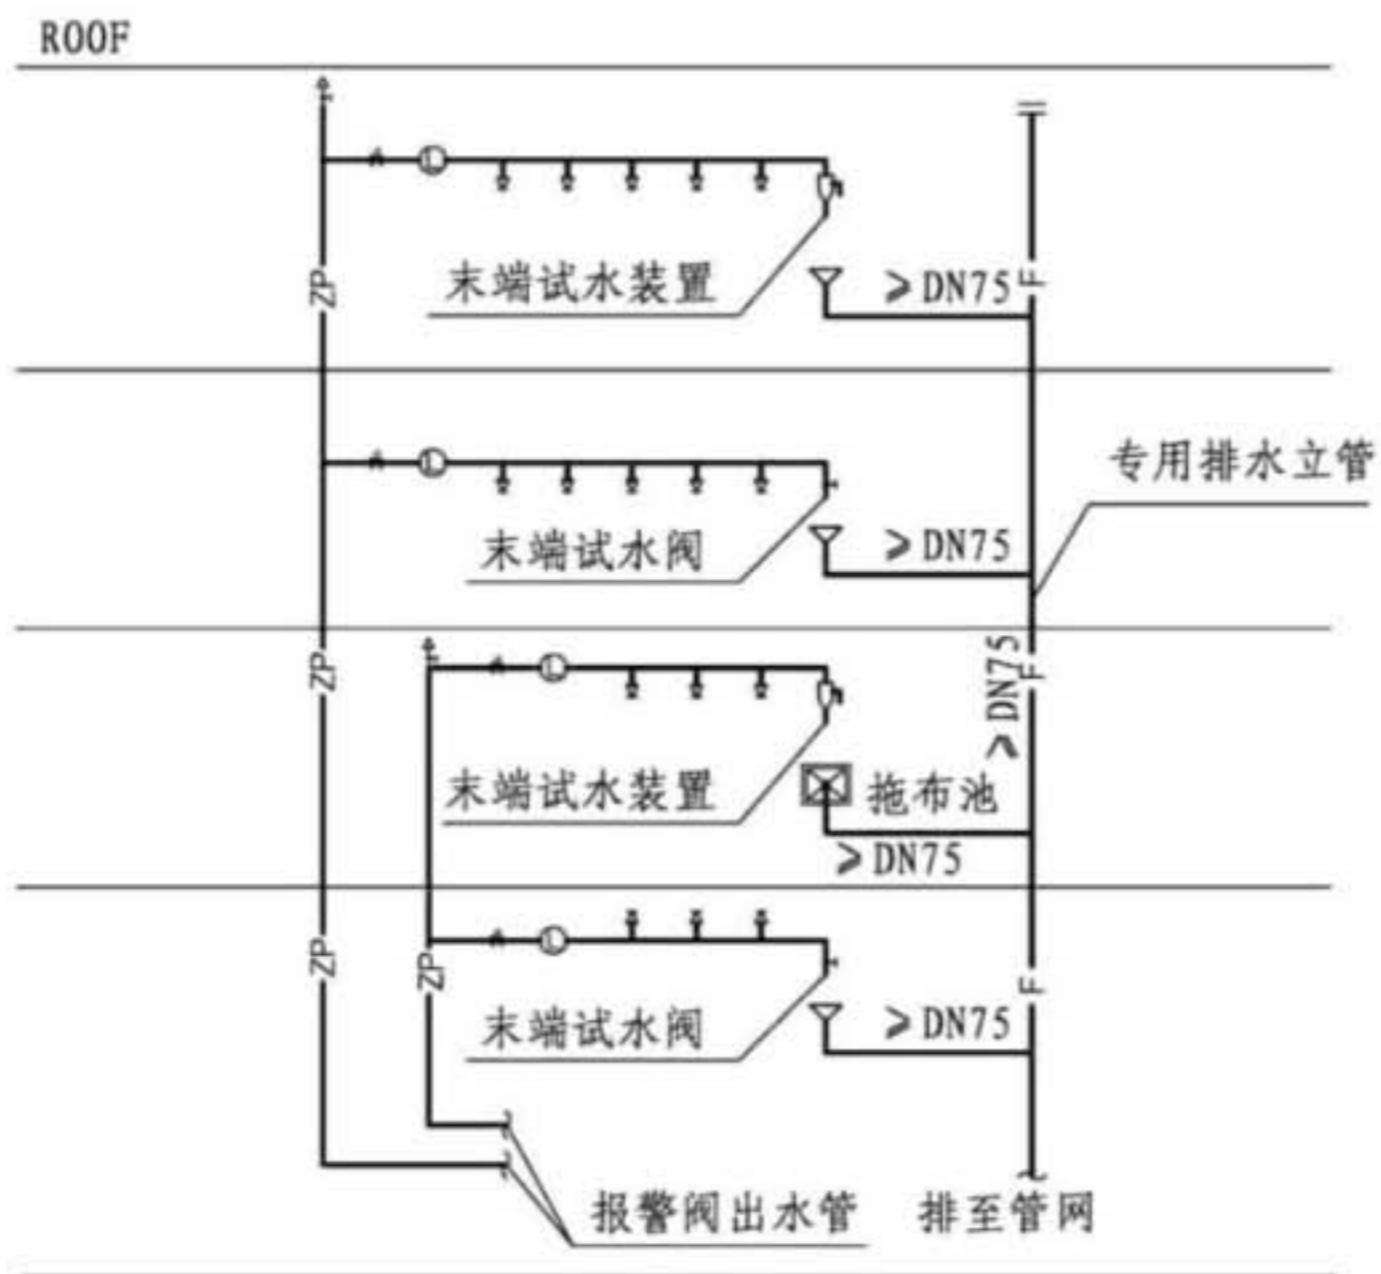 ROOF
ZP
末端试水装置
⩾DN75
F
专用排水立管
末端试水阀
⩾DN75
ZP
⩾DN75
F
末端试水装置
拖布池
⩾DN75
ZP
ZP
F
末端试水阀
⩾DN75
报警阀出水管
排至管网